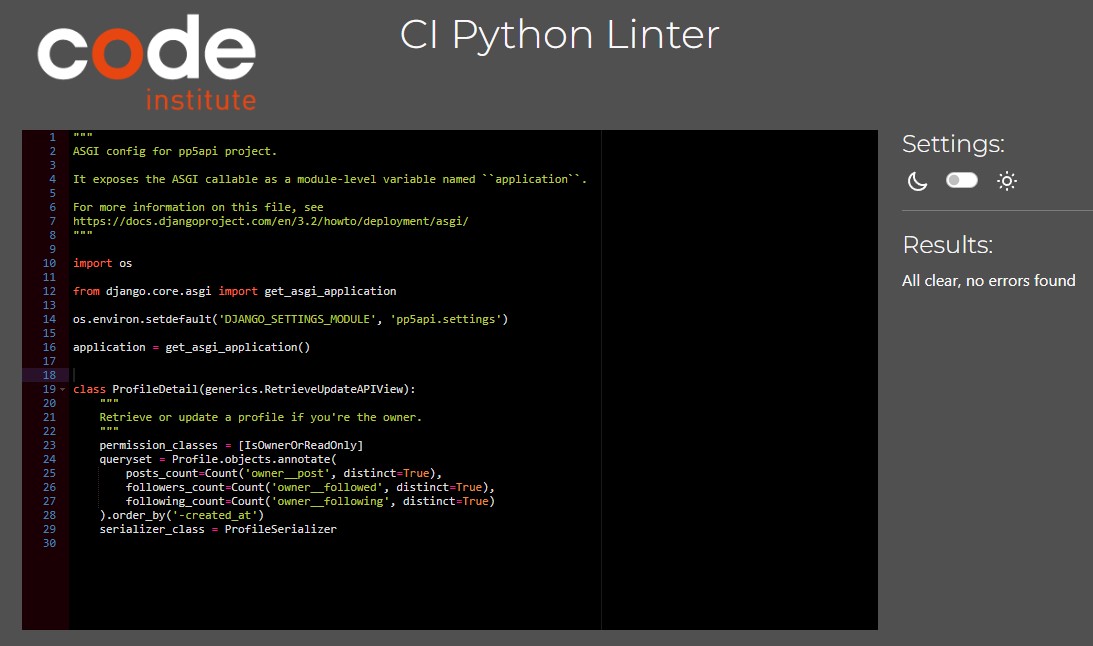 code
institute
CI Python Linter
1 """
2 ASGI config for pp5api project.
3
4 It exposes the ASGI callable as a module-level variable named ``application``.
5
6 For more information on this file, see
7 https://docs.djangoproject.com/en/3.2/howto/deployment/asgi/
8 """
9
10 import os
11
12 from django.core.asgi import get_asgi_application
13
14 os.environ.setdefault('DJANGO_SETTINGS_MODULE', 'pp5api.settings')
15
16 application = get_asgi_application()
17
18
19 class ProfileDetail(generics.RetrieveUpdateAPIView):
20     """
21     Retrieve or update a profile if you're the owner.
22     """
23     permission_classes = [IsOwnerOrReadOnly]
24     queryset = Profile.objects.annotate(
25         posts_count=Count('owner__post', distinct=True),
26         followers_count=Count('owner__followed', distinct=True),
27         following_count=Count('owner__following', distinct=True)
28     ).order_by('-created_at')
29     serializer_class = ProfileSerializer
30
Settings:
Results:
All clear, no errors found